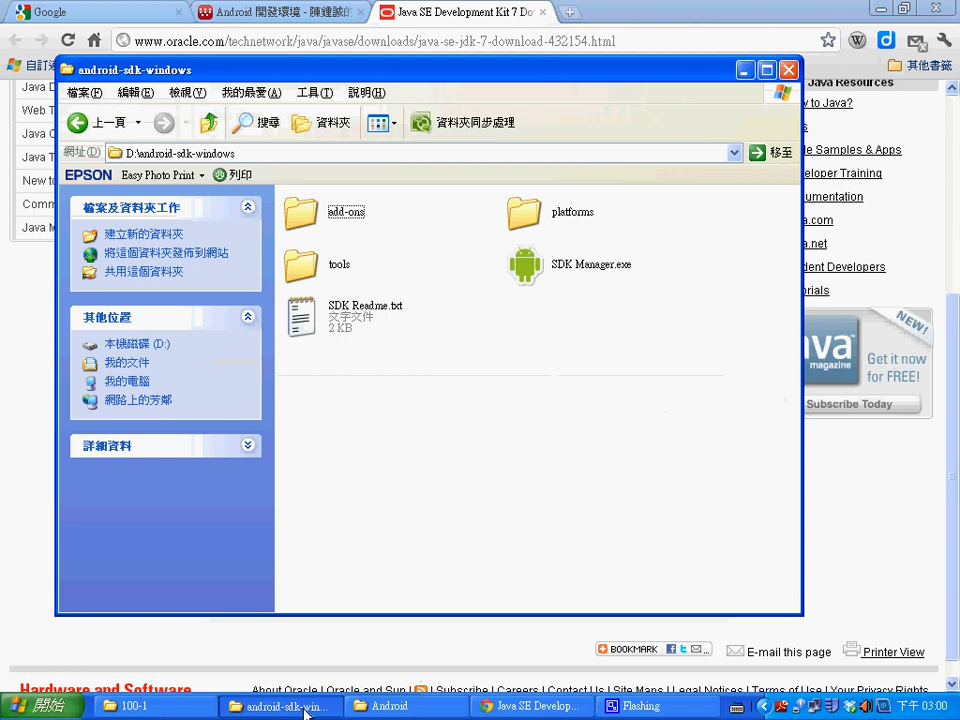 Google
Android 開發環境 - 陳鍾誠的
Java SE Development Kit 7 Do
www.oracle.com/technetwork/java/javase/downloads/java-se-jdk-7-download-432154.html
其他書籤
android-sdk-windows
檔案(F) 編輯(E) 檢視(V) 我的最愛(A) 工具(T) 說明(H)
上一頁 搜尋 資料夾 資料夾同步處理
網址(D) D:\android-sdk-windows 移至
EPSON Easy Photo Print 列印
檔案及資料夾工作
建立新的資料夾
將這個資料夾發佈到網站
共用這個資料夾
其他位置
本機磁碟 (D:)
我的文件
我的電腦
網路上的芳鄰
詳細資料
add-ons
platforms
tools
SDK Manager.exe
SDK Readme.txt
文字文件
2 KB
Java D
Web T
Java C
Java T
New to
Comm
Java M
Java Resources
y to Java?
e Samples & Apps
eloper Training
umentation
a.com
a.net
dent Developers
orials
NEW!
ava
magazine
Get it now
for FREE!
Subscribe Today
BOOKMARK
E-mail this page
Printer View
Hardware and Software
About Oracle | Oracle and Sun | Subscribe | Careers | Contact Us | Site Maps | Legal Notices | Terms of Use | Your Privacy Rights
開始
100-1
android-sdk-win...
Android
Java SE Develop...
Flashing
下午 03:00